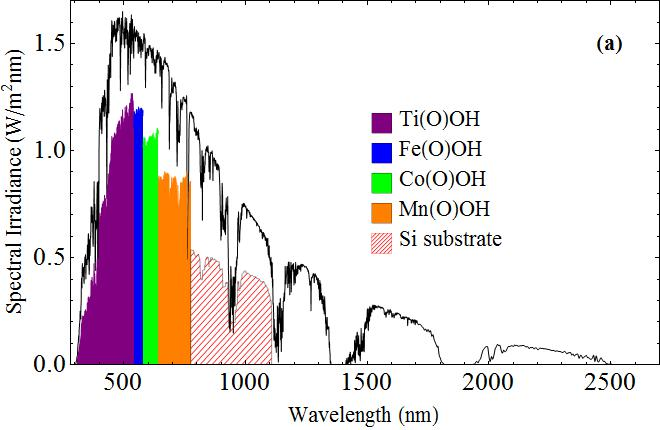 (a)
Spectral Irradiance (W/m²nm)
1.5
1.0
0.5
0.0
Ti(O)OH
Fe(O)OH
Co(O)OH
Mn(O)OH
Si substrate
500 1000 1500 2000 2500
Wavelength (nm)